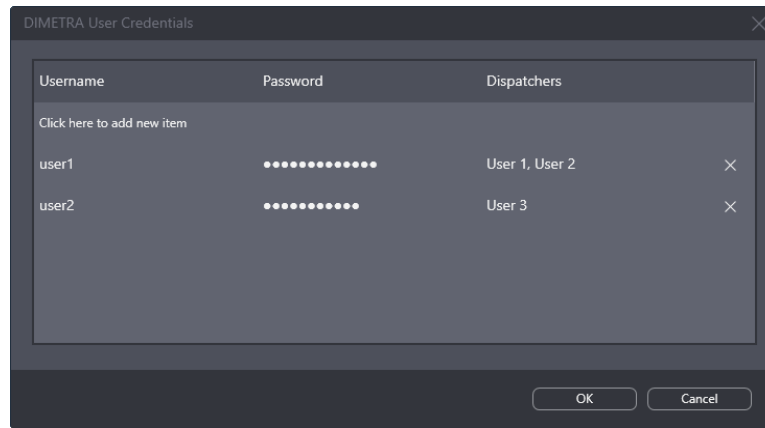 DIMETRA User Credentials
Username Password Dispatchers
Click here to add new item
user1 ●●●●●●●●●●●●● User 1, User 2
user2 ●●●●●●●●●●● User 3
OK Cancel